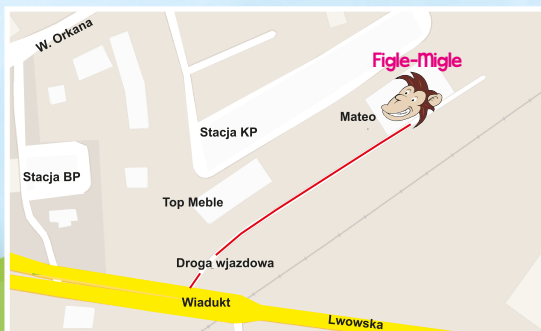 W. Orkana
Figle-Migle
Mateo
Stacja KP
Stacja BP
Top Meble
Droga wjazdowa
Wiadukt
Lwowska